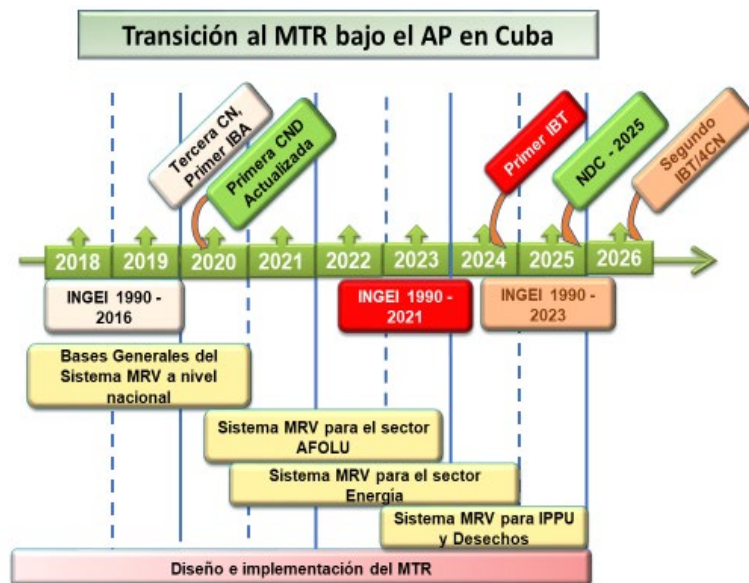 Transición al MTR bajo el AP en Cuba
Tercera CN,
Primer IBA
Primera CND
Actualizada
Primer IBT
NDC - 2025
Segundo
IBT/4CN
2018 2019 2020 2021 2022 2023 2024 2025 2026
INGEI 1990 -
2016
INGEI 1990 -
2021
INGEI 1990 -
2023
Bases Generales del
Sistema MRV a nivel
nacional
Sistema MRV para el sector
AFOLU
Sistema MRV para el sector
Energía
Sistema MRV para IPPU
y Desechos
Diseño e implementación del MTR